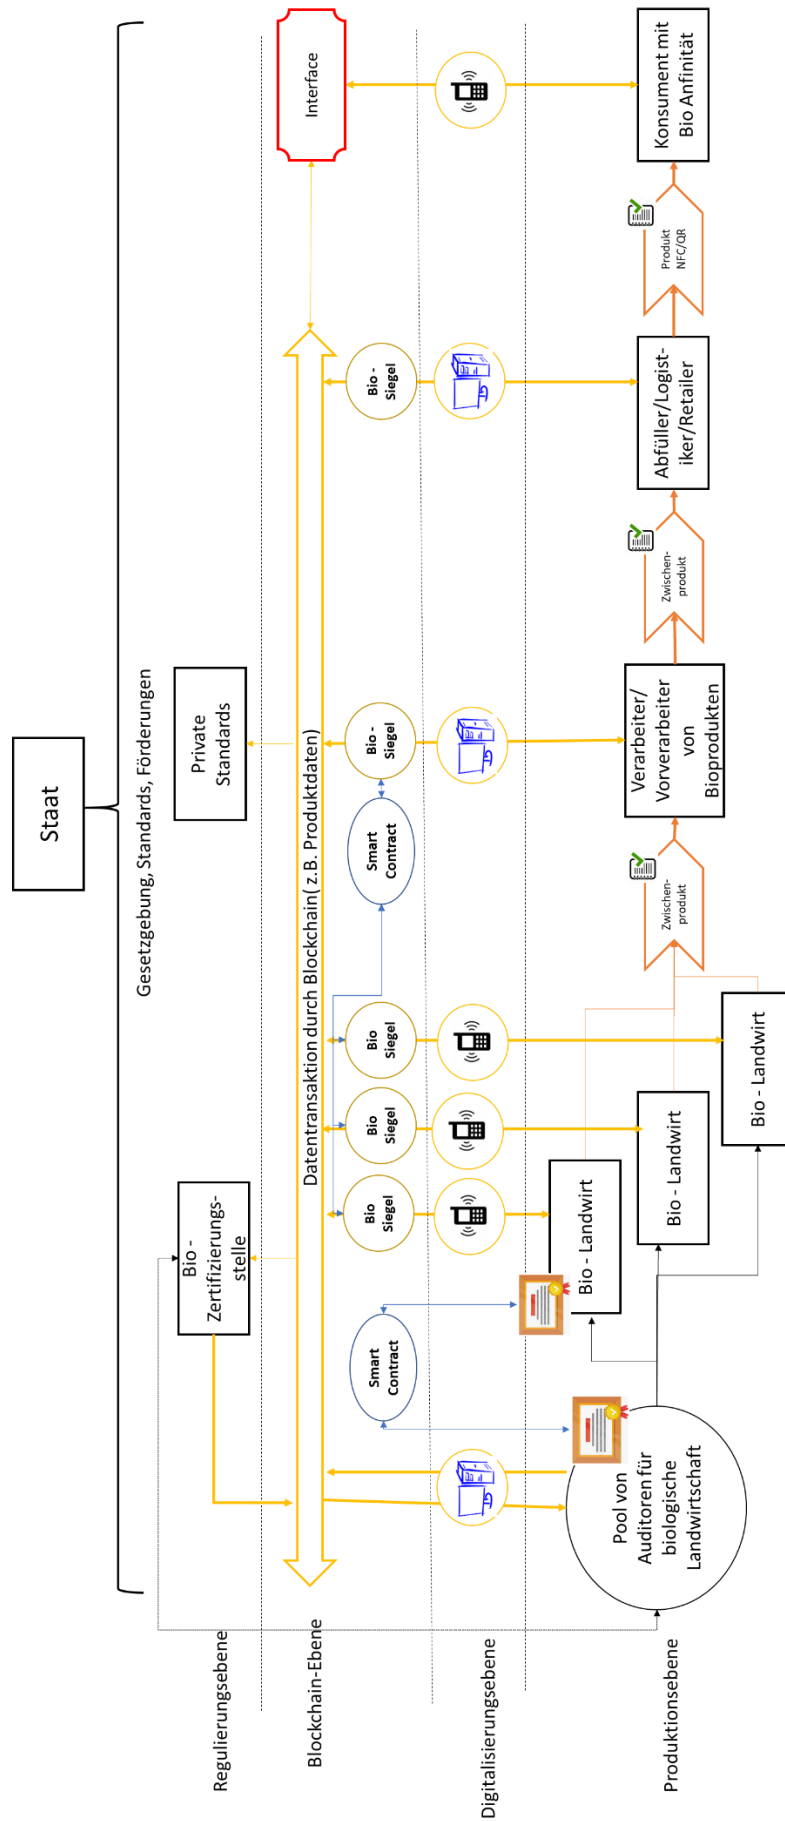 Staat
Gesetzgebung, Standards, Förderungen
Regulierungsebene
Bio -
Zertifizierungs-
stelle
Private
Standards
Blockchain-Ebene
Datentransaktion durch Blockchain( z.B. Produktdaten)
Interface
Smart
Contract
Bio
Siegel
Bio
Siegel
Bio
Siegel
Smart
Contract
Bio -
Siegel
Bio -
Siegel
Digitalisierungsebene
Produktionsebene
Pool von
Auditoren für
biologische
Landwirtschaft
Bio - Landwirt
Bio - Landwirt
Bio - Landwirt
Zwischen-
produkt
Verarbeiter/
Vorverarbeiter
von
Bioprodukten
Zwischen-
produkt
Abfüller/Logist-
iker/Retailer
Produkt
NFC/QR
Konsument mit
Bio Anfinität